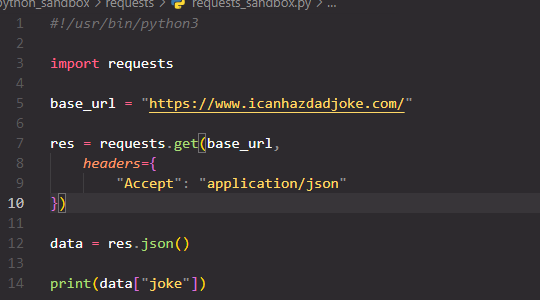 python_sandbox > requests > requests_sandbox.py > ...
1 #!/usr/bin/python3
2
3 import requests
4
5 base_url = "https://www.icanhazdadjoke.com/"
6
7 res = requests.get(base_url,
8     headers={
9         "Accept": "application/json"
10 })
11
12 data = res.json()
13
14 print(data["joke"])